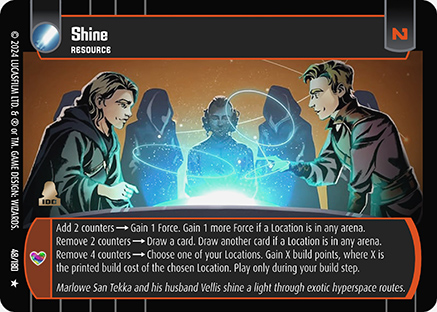 Shine
RESOURCE
N
IDC
Add 2 counters → Gain 1 Force. Gain 1 more Force if a Location is in any arena.
Remove 2 counters → Draw a card. Draw another card if a Location is in any arena.
Remove 4 counters → Choose one of your Locations. Gain X build points, where X is
the printed build cost of the chosen Location. Play only during your build step.
Marlowe San Tekka and his husband Vellis shine a light through exotic hyperspace routes.
© 2024 LUCASFILM LTD. & ® or TM. GAME DESIGN: WIZARDS.
48/180 ★